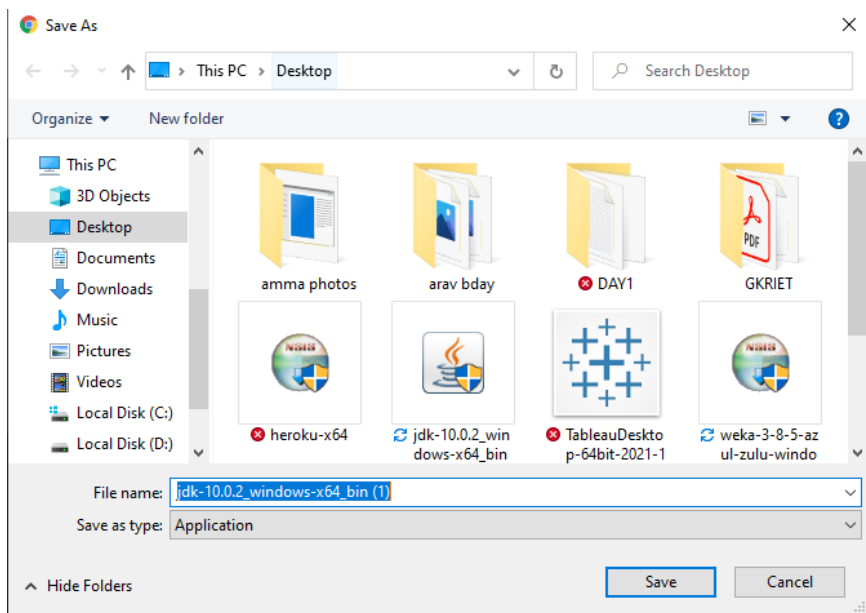 Save As
This PC > Desktop
Search Desktop
Organize
New folder
This PC
3D Objects
Desktop
Documents
Downloads
Music
Pictures
Videos
Local Disk (C:)
Local Disk (D:)
amma photos
arav bday
DAY1
GKRIET
PDF
NSIS
NSIS
heroku-x64
jdk-10.0.2_win
dows-x64_bin
TableauDeskto
p-64bit-2021-1
weka-3-8-5-az
ul-zulu-windo
File name: jdk-10.0.2_windows-x64_bin (1)
Save as type: Application
Hide Folders
Save
Cancel